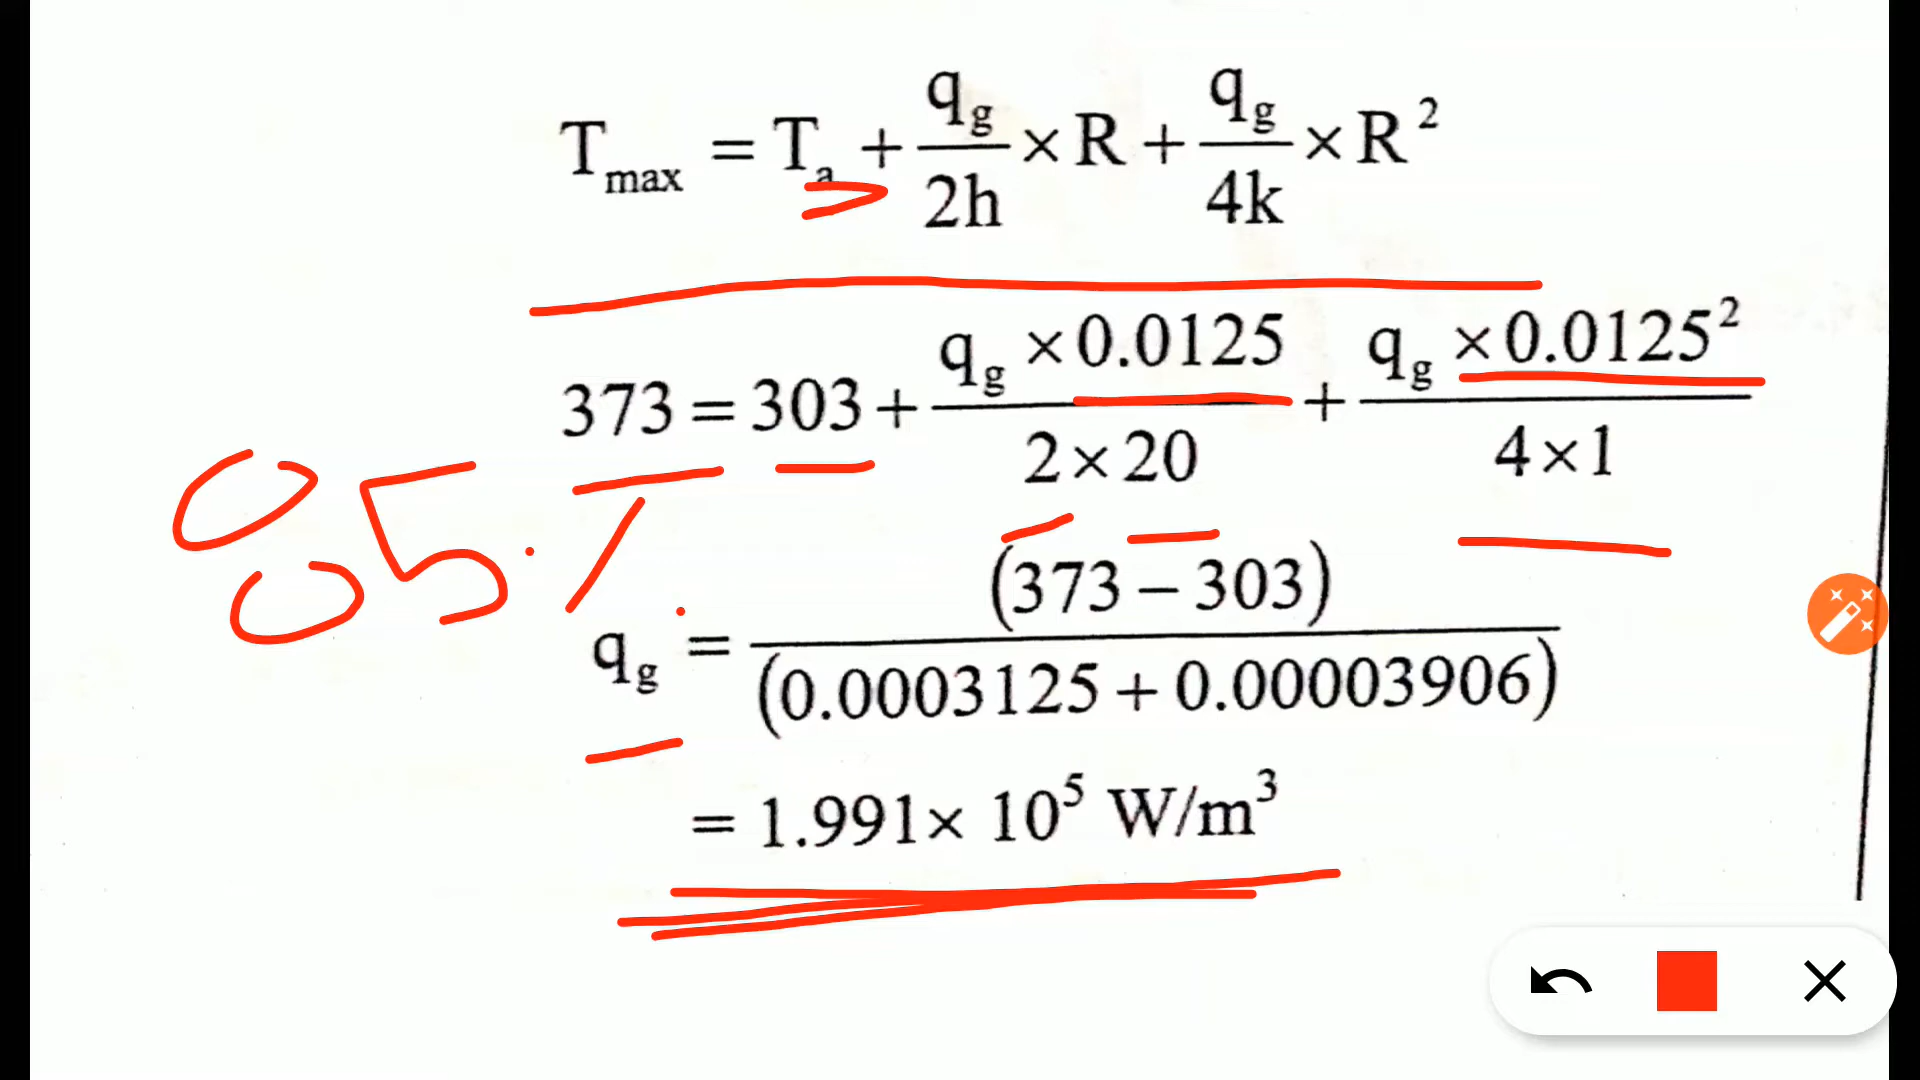 T_max = T_a + q_g/2h × R + q_g/4k × R²
373 = 303 + q_g × 0.0125/2 × 20 + q_g × 0.0125²/4 × 1
85%
q_g = (373 − 303)/(0.0003125 + 0.00003906)
= 1.991 × 10⁵ W/m³